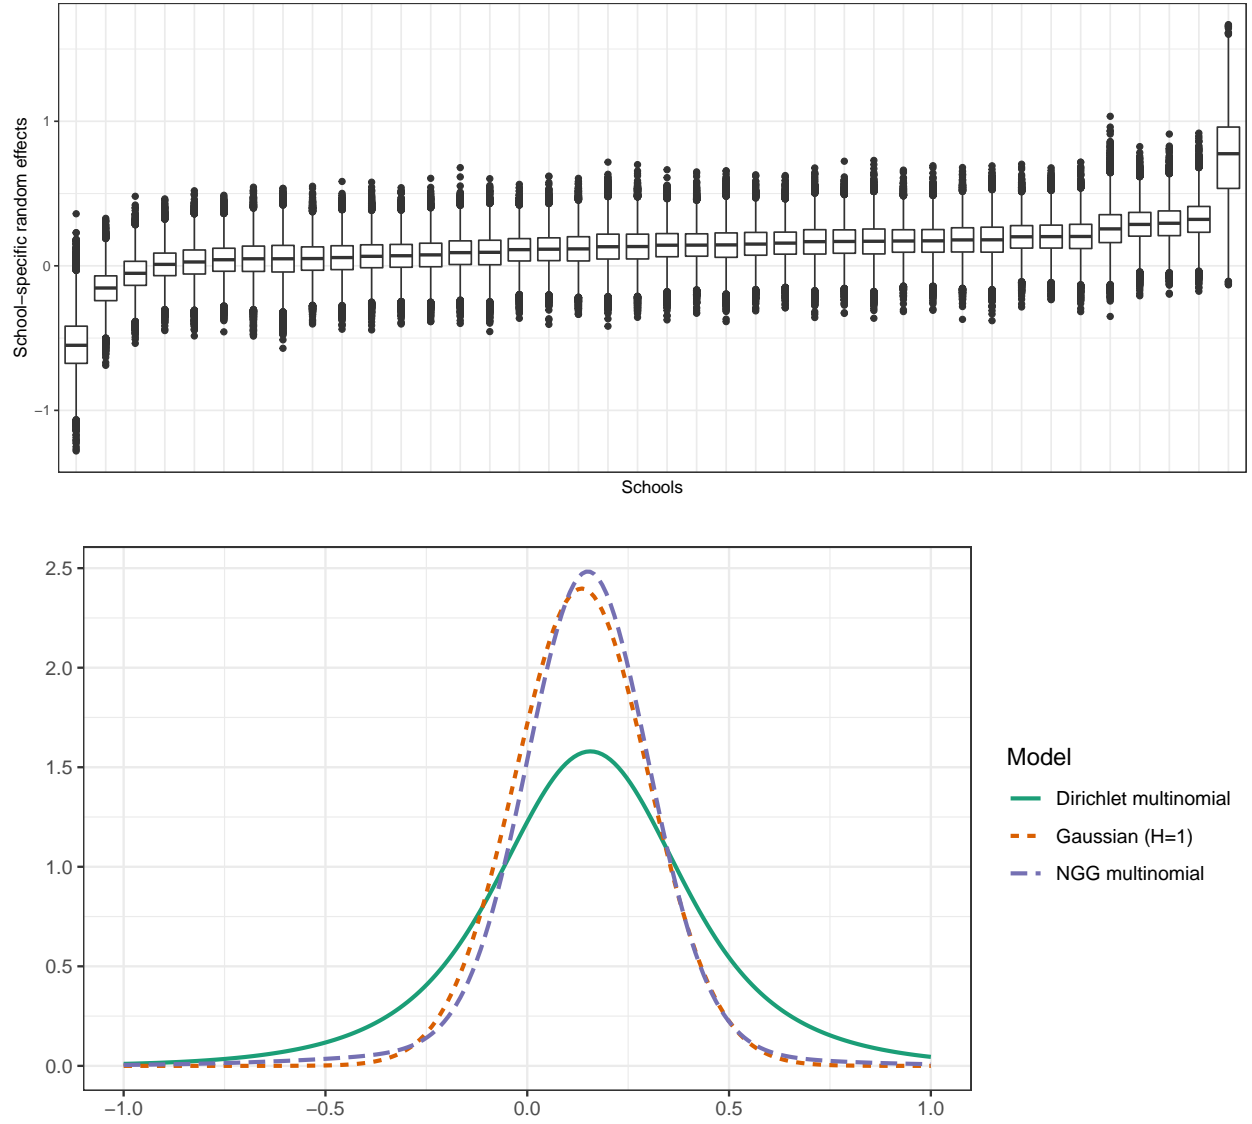 School−specific random effects
1
0
−1
Schools
2.5
2.0
1.5
1.0
0.5
0.0
−1.0 −0.5 0.0 0.5 1.0
Model
Dirichlet multinomial
Gaussian (H=1)
NGG multinomial